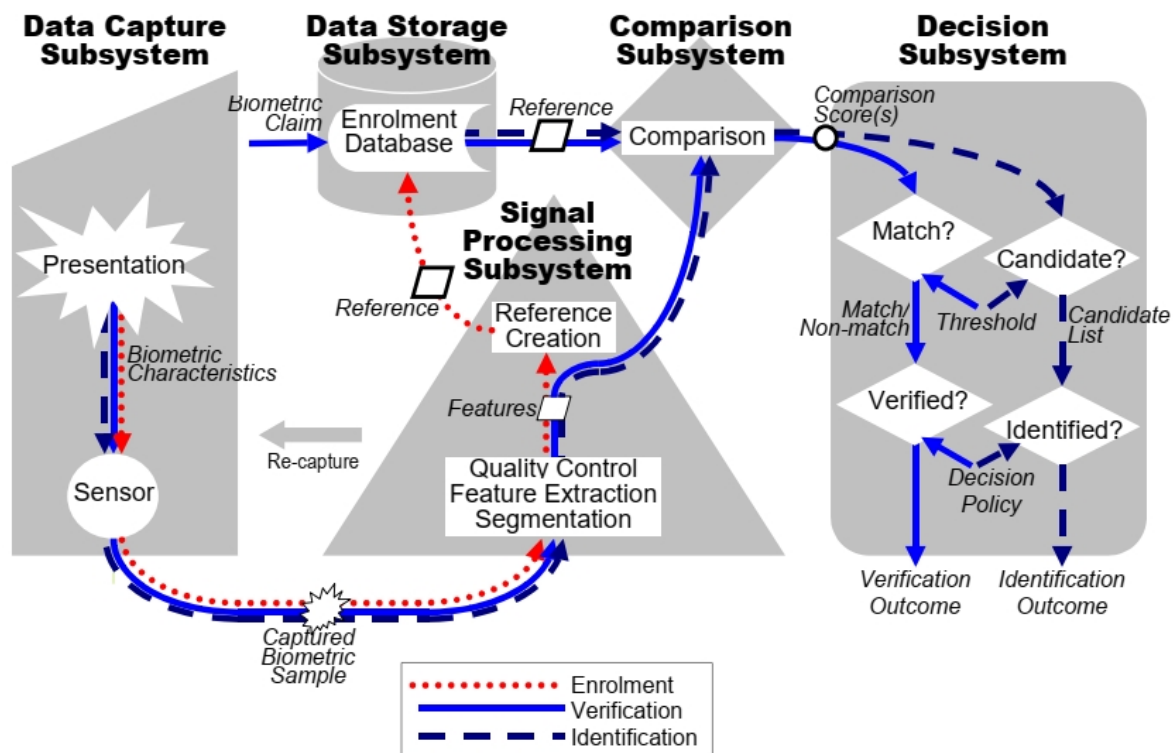 Data Capture
Subsystem
Data Storage
Subsystem
Comparison
Subsystem
Decision
Subsystem
Biometric
Claim
Enrolment
Database
Reference
Comparison
Comparison
Score(s)
Presentation
Signal
Processing
Subsystem
Match?
Candidate?
Reference
Reference
Creation
Match/
Non-match
Threshold
Candidate
List
Biometric
Characteristics
Features
Verified?
Identified?
Re-capture
Sensor
Quality Control
Feature Extraction
Segmentation
Decision
Policy
Verification
Outcome
Identification
Outcome
Captured
Biometric
Sample
Enrolment
Verification
Identification